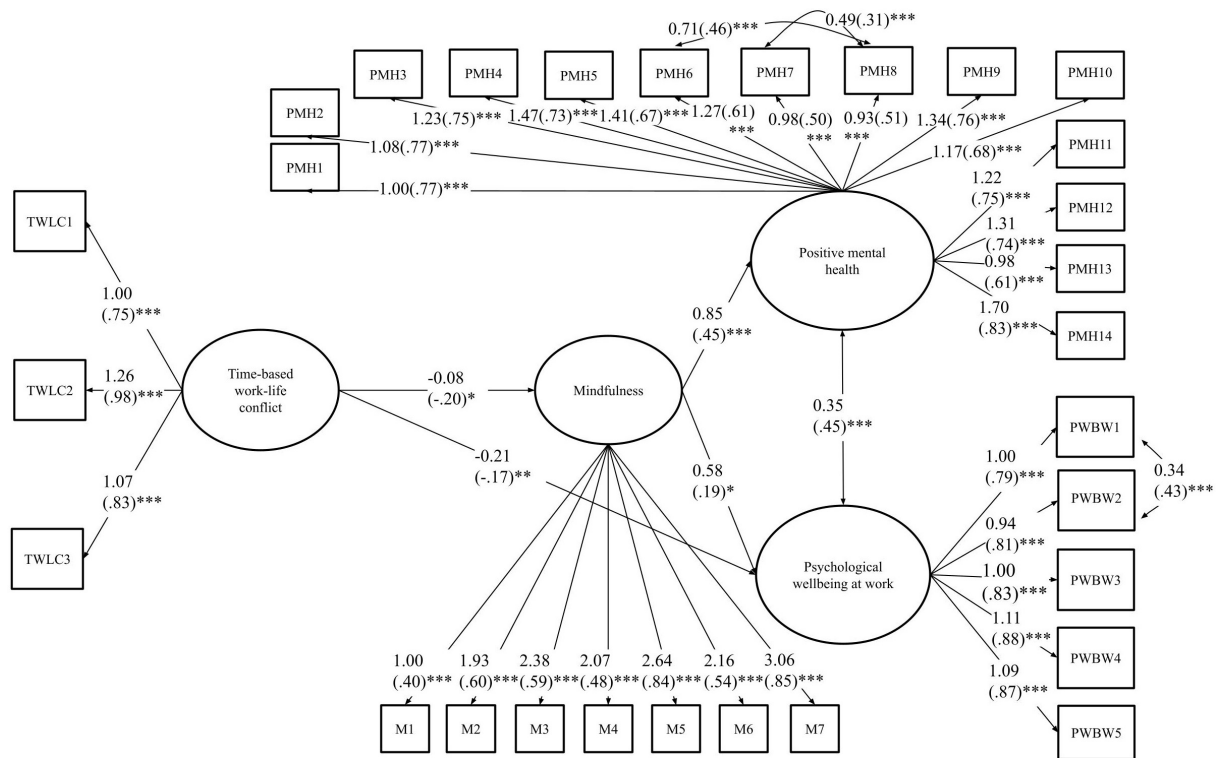 0.71(.46)***
0.49(.31)***
PMH3
PMH4
PMH5
PMH6
PMH7
PMH8
PMH9
PMH10
PMH2
1.23(.75)***
1.47(.73)***
1.41(.67)***
1.27(.61)
***
0.98(.50)
***
0.93(.51)
***
1.34(.76)***
PMH11
1.08(.77)***
1.17(.68)***
PMH1
1.00(.77)***
1.22
(.75)***
TWLC1
PMH12
1.31
(.74)***
Positive mental
health
0.98
(.61)***
PMH13
1.00
(.75)***
0.85
(.45)***
1.70
(.83)***
PMH14
TWLC2
1.26
(.98)***
Time-based
work-life
conflict
-0.08
(-.20)*
Mindfulness
0.35
(.45)***
PWBW1
1.07
(.83)***
-0.21
(-.17)**
0.58
(.19)*
1.00
(.79)***
0.34
(.43)***
PWBW2
TWLC3
0.94
(.81)***
Psychological
wellbeing at work
1.00
(.83)***
PWBW3
1.11
(.88)***
PWBW4
1.00
(.40)***
1.93
(.60)***
2.38
(.59)***
2.07
(.48)***
2.64
(.84)***
2.16
(.54)***
3.06
(.85)***
1.09
(.87)***
M1
M2
M3
M4
M5
M6
M7
PWBW5